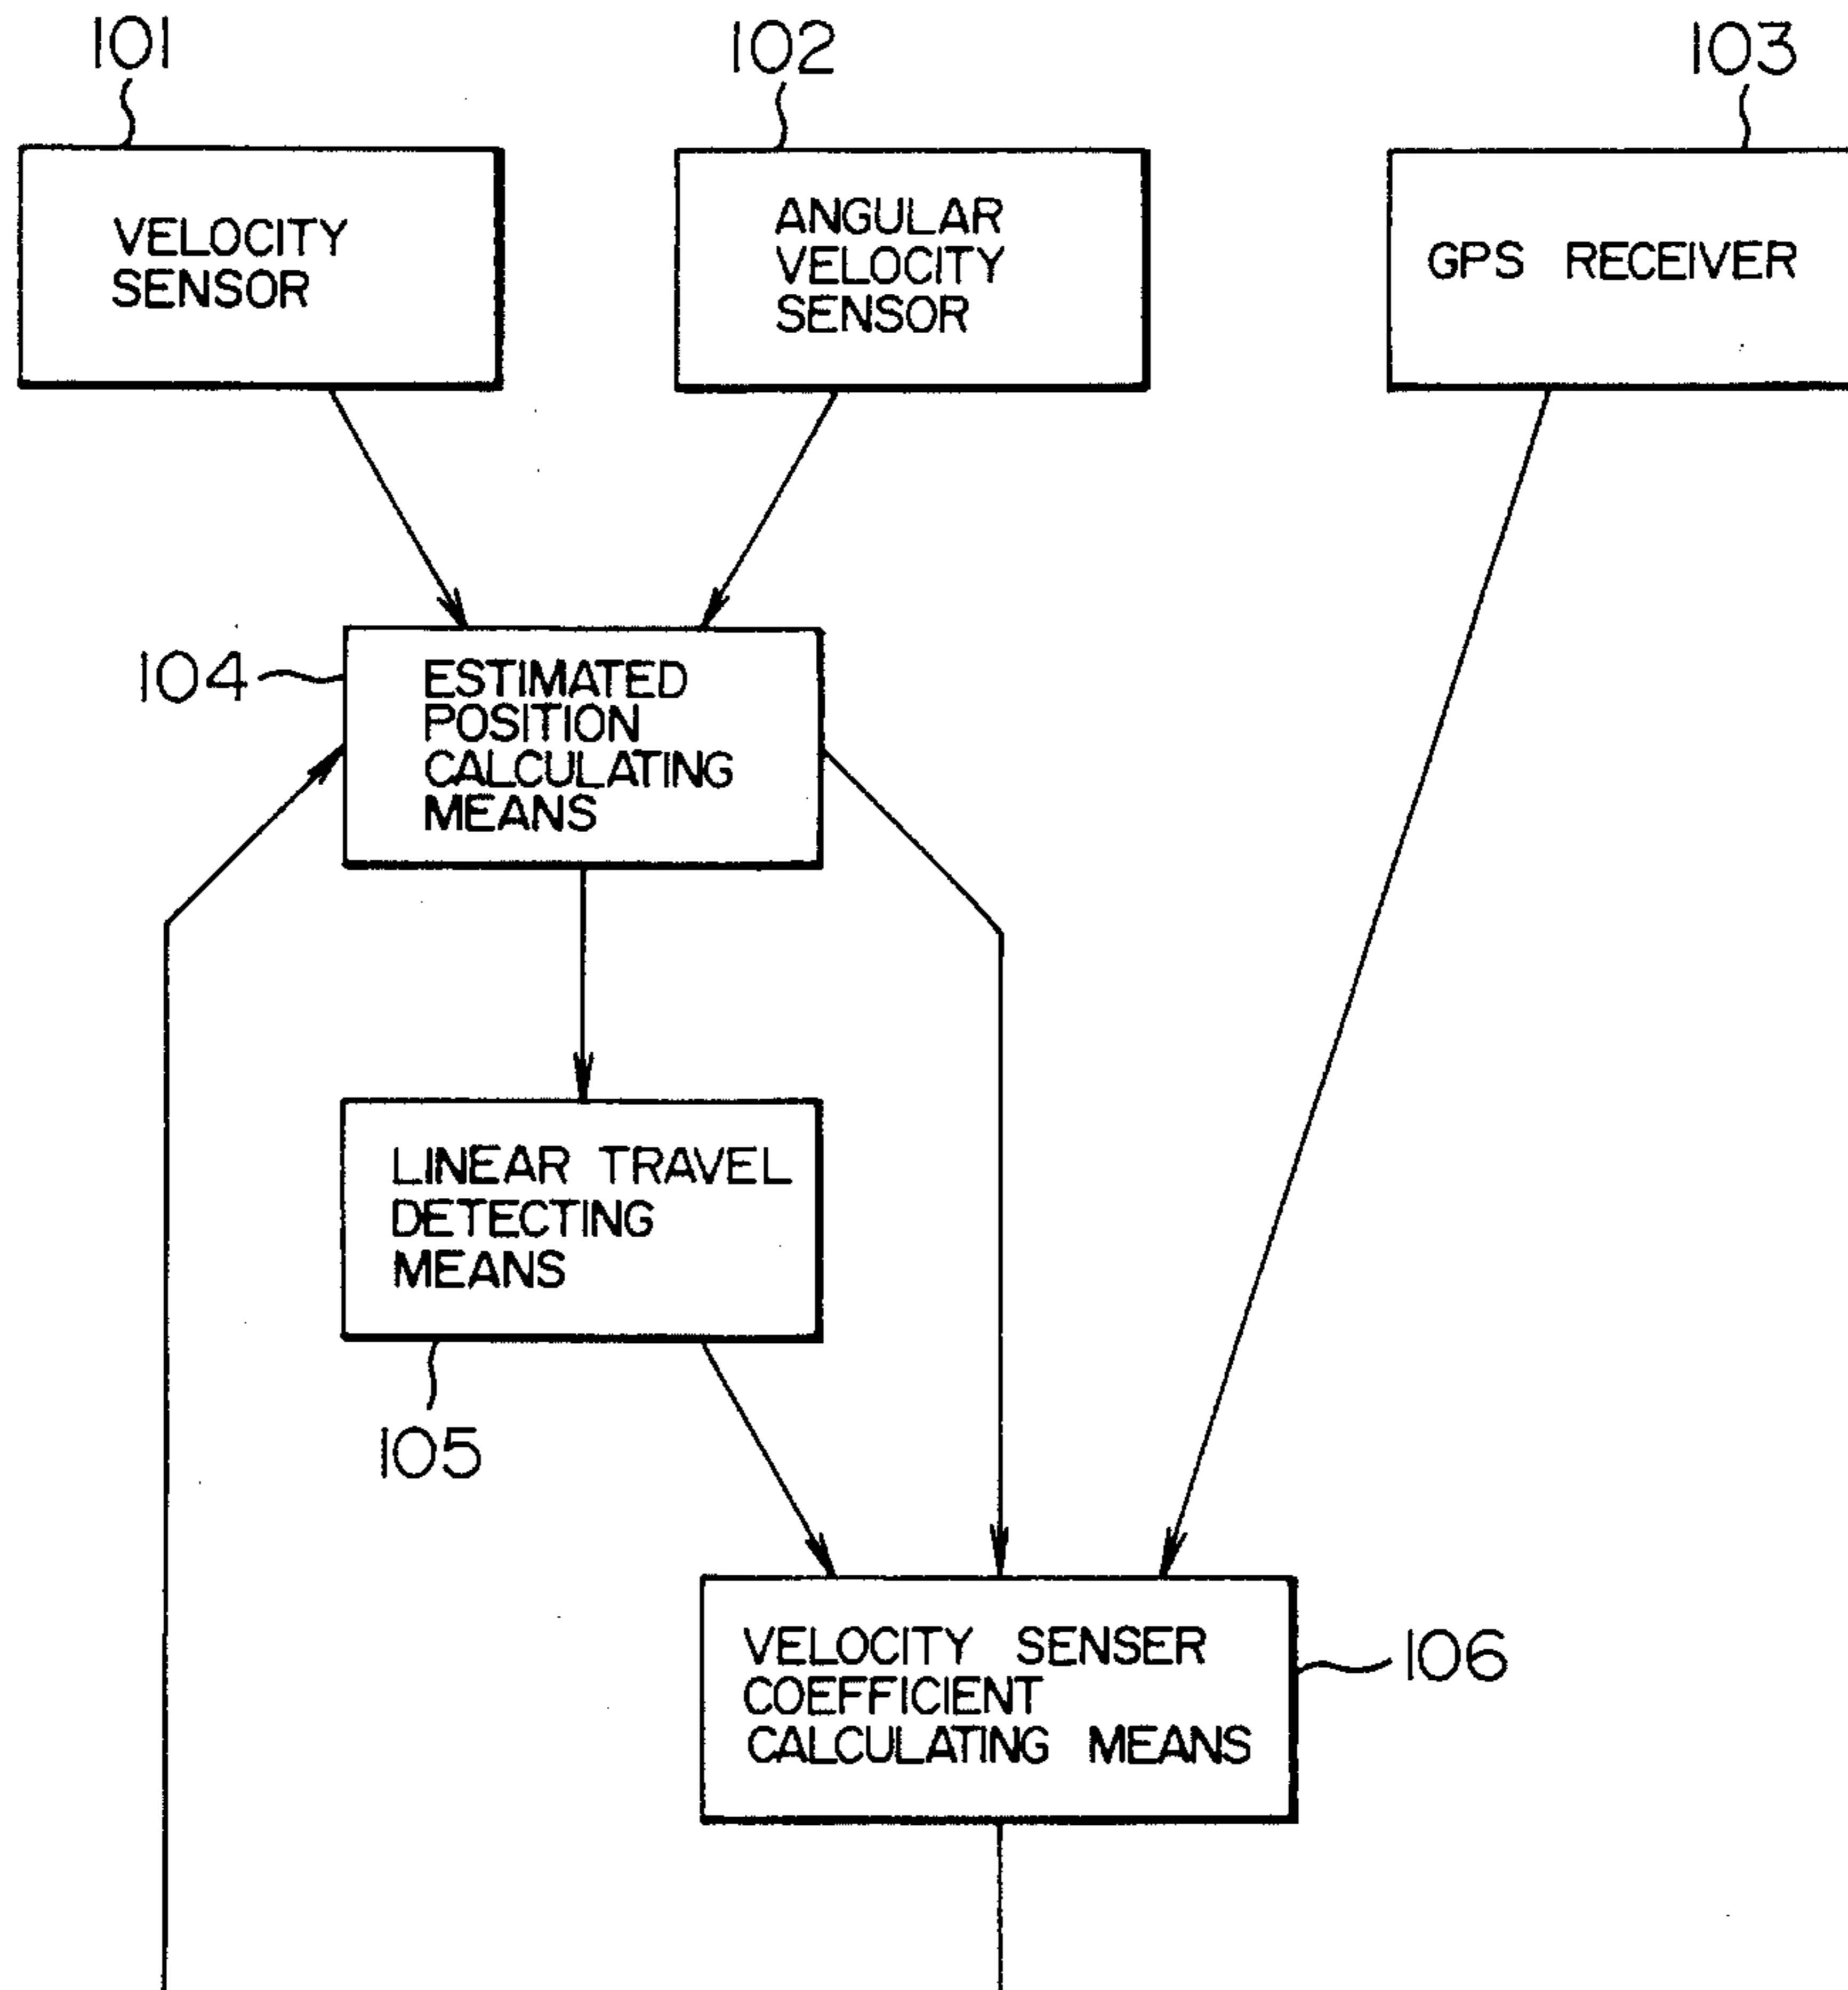 101
102
103
VELOCITY
SENSOR
ANGULAR
VELOCITY
SENSOR
GPS RECEIVER
104
ESTIMATED
POSITION
CALCULATING
MEANS
LINEAR TRAVEL
DETECTING
MEANS
105
VELOCITY SENSER
COEFFICIENT
CALCULATING MEANS
106